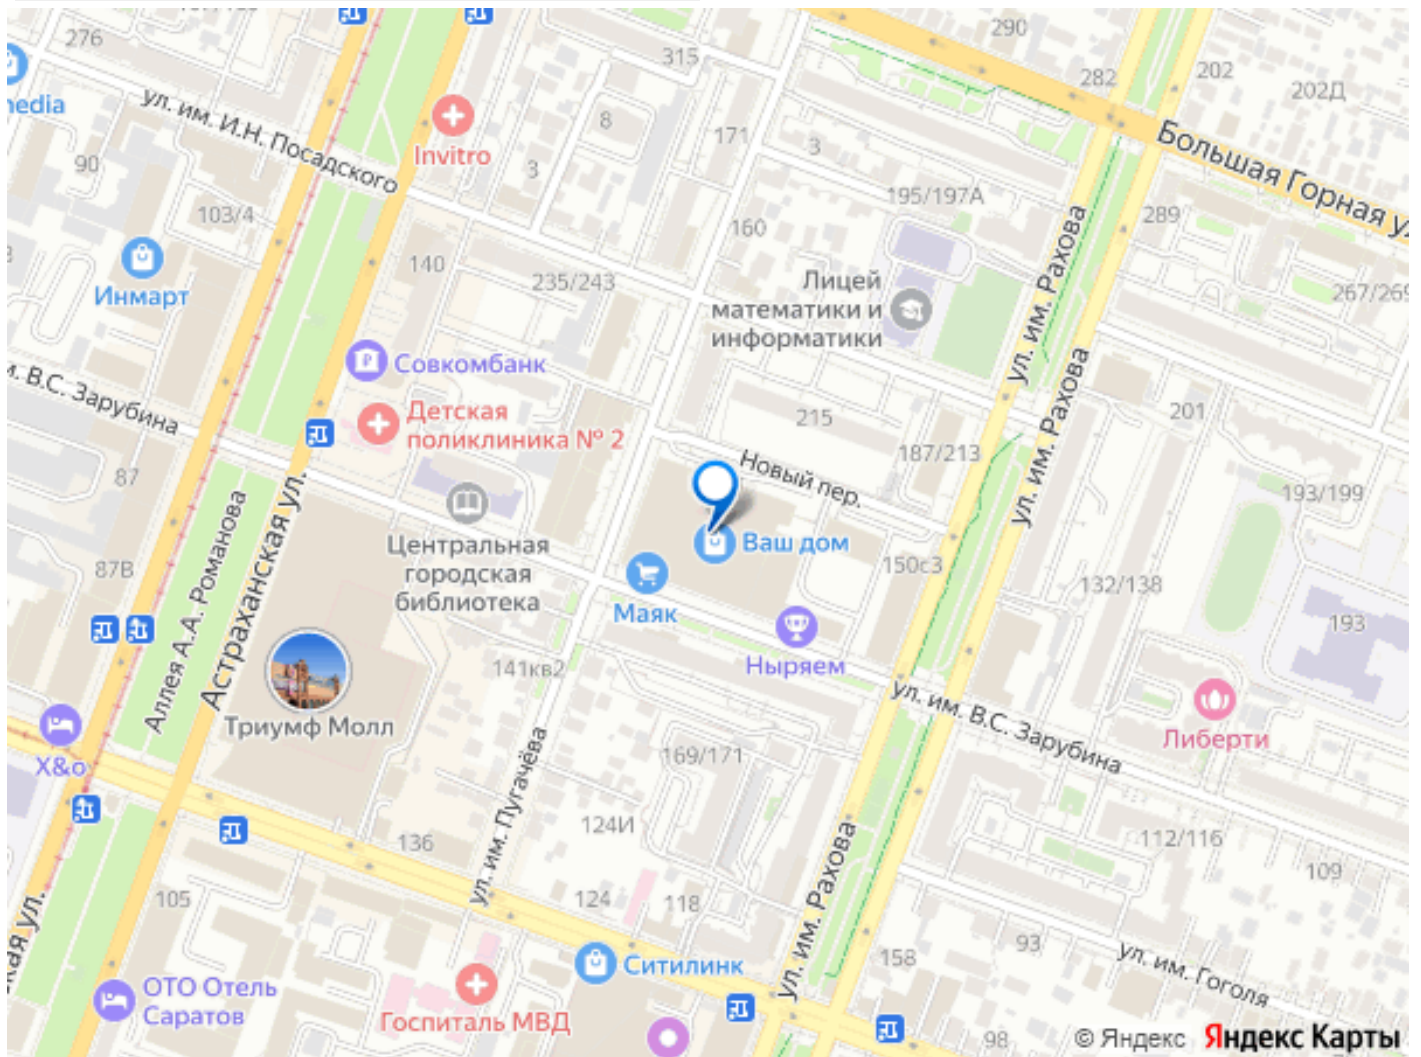 276
290
315
282
202
202Д
media
ул. им. И.Н. Посадского
8
171
3
Большая Горная ул.
90
Invitro
3
195/197А
103/4
160
289
140
Инмарт
235/243
Лицей
математики и
информатики
ул. им. Рахова
267/269
Совкомбанк
ул. им. Рахова
В.С. Зарубина
Детская
поликлиника № 2
215
201
187/213
87
Новый пер.
193/199
Аллея А.А. Романова
Астраханская ул.
Центральная
городская
библиотека
Ваш дом
87В
150с3
132/138
Маяк
193
141кв2
Ныряем
ул. им. В.С. Зарубина
Триумф Молл
Либерти
Х&о
169/171
ул. им. Пугачёва
136
124И
ул. им. Рахова
112/116
109
105
124
118
93
158
ул. им. Гоголя
Ситилинк
ОТО Отель
Саратов
Госпиталь МВД
98
© Яндекс Яндекс Карты